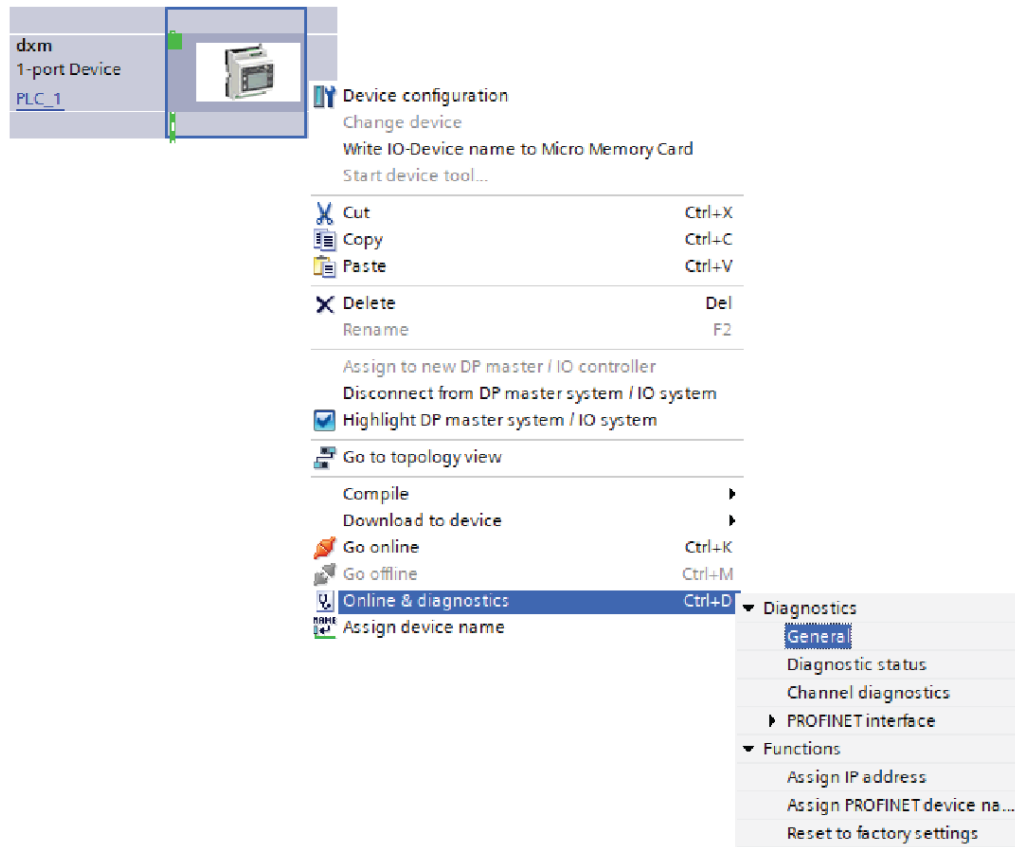 dxm
1-port Device
PLC_1
Device configuration
Change device
Write IO-Device name to Micro Memory Card
Start device tool...
Cut Ctrl+X
Copy Ctrl+C
Paste Ctrl+V
Delete Del
Rename F2
Assign to new DP master / IO controller
Disconnect from DP master system / IO system
Highlight DP master system / IO system
Go to topology view
Compile
Download to device
Go online Ctrl+K
Go offline Ctrl+M
Online & diagnostics Ctrl+D
NAME Assign device name
Diagnostics
General
Diagnostic status
Channel diagnostics
PROFINET interface
Functions
Assign IP address
Assign PROFINET device na...
Reset to factory settings